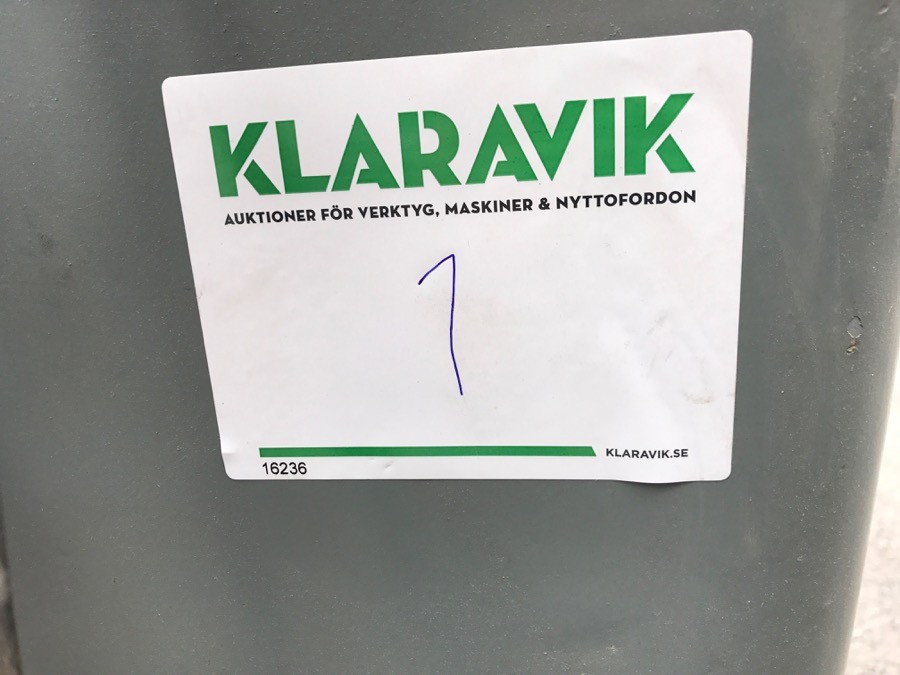 KLARAVIK
AUKTIONER FÖR VERKTYG, MASKINER & NYTTOFORDON
1
16236
KLARAVIK.SE